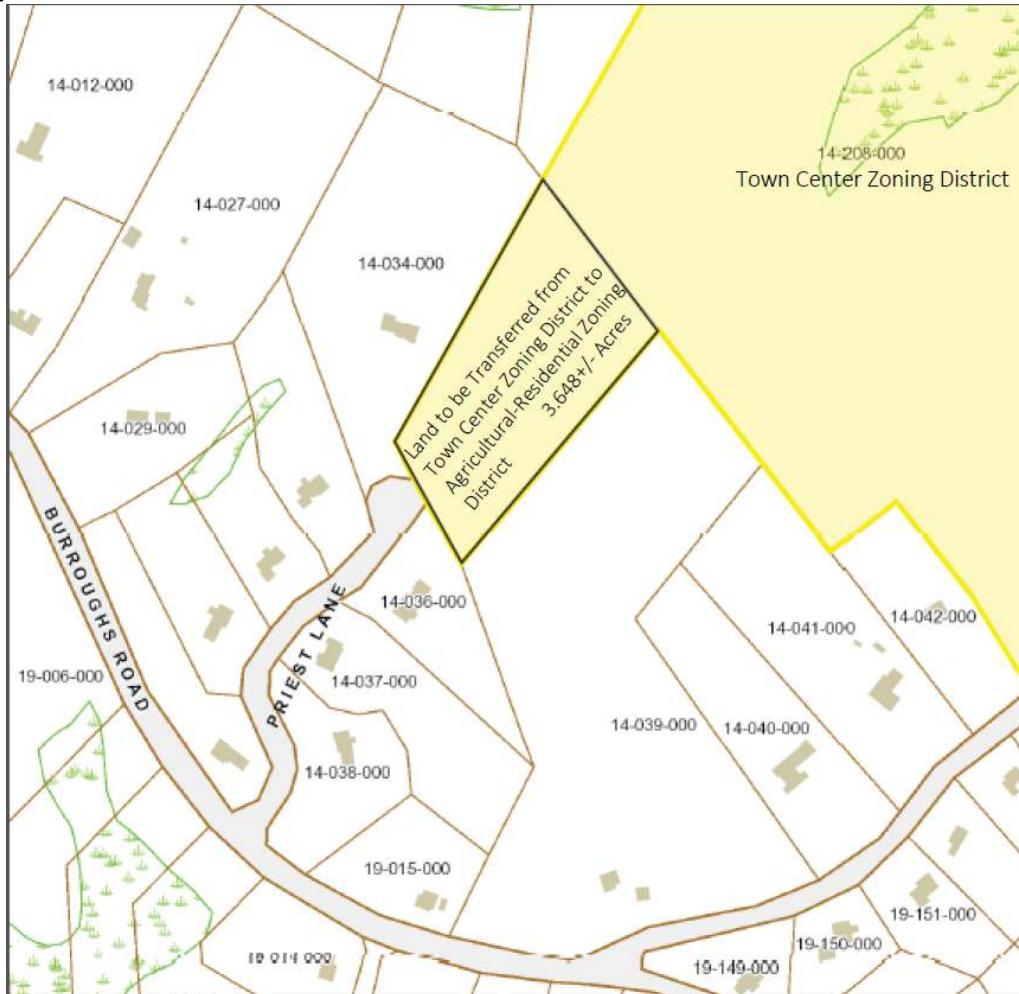 14-012-000
14-208-000
Town Center Zoning District
14-027-000
14-034-000
Land to be Transferred from
Town Center Zoning District to
Agricultural-Residential Zoning
District
3.648+/- Acres
14-029-000
BURROUGHS ROAD
PRIEST LANE
14-036-000
14-042-000
14-041-000
19-006-000
14-037-000
14-039-000
14-040-000
14-038-000
19-015-000
19-151-000
19-150-000
19-014-000
19-149-000